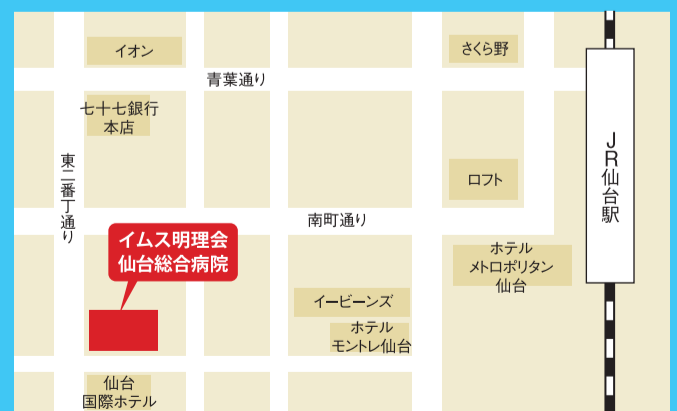 イオン
さくら野
青葉通り
七十七銀行
本店
東二番丁通り
JR仙台駅
ロフト
南町通り
イムス明理会
仙台総合病院
ホテル
メトロポリタン
仙台
イービーンズ
ホテル
モントレ仙台
仙台
国際ホテル